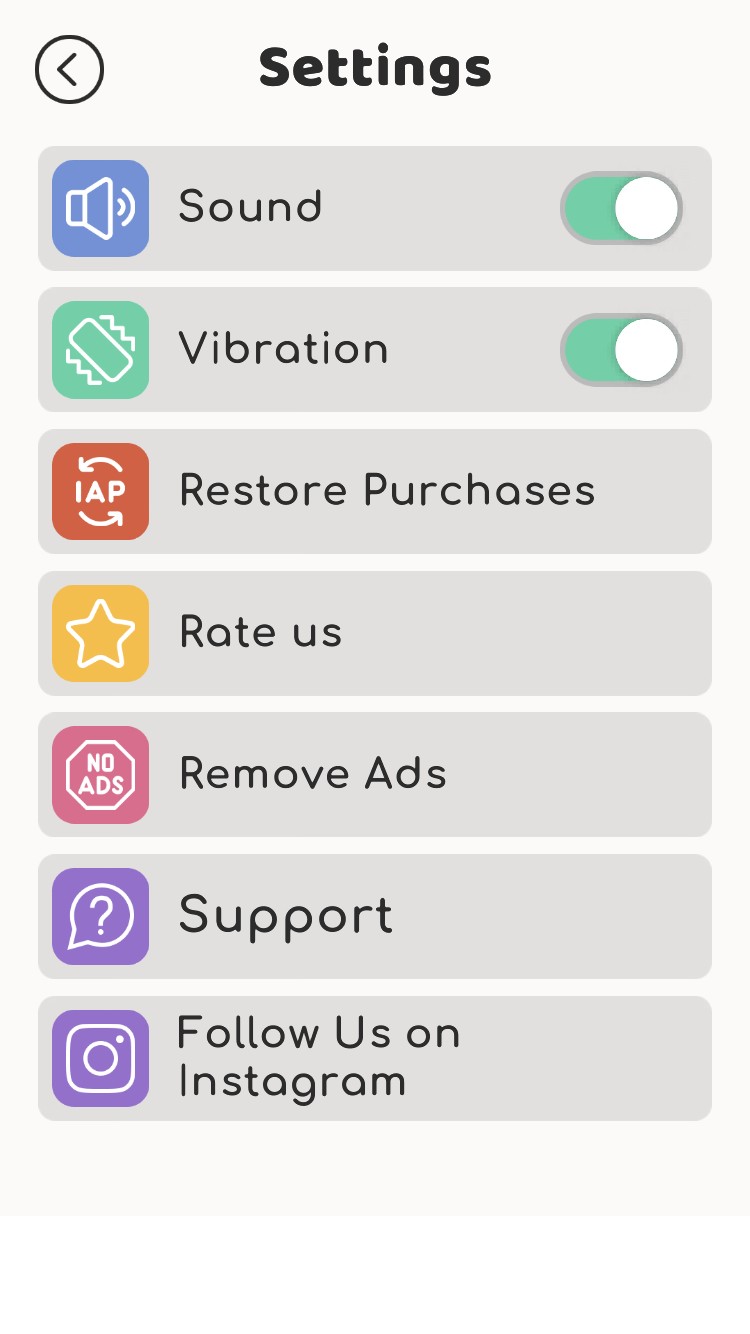 Settings
Sound
Vibration
IAP
Restore Purchases
Rate us
NO
ADS
Remove Ads
?
Support
Follow Us on
Instagram